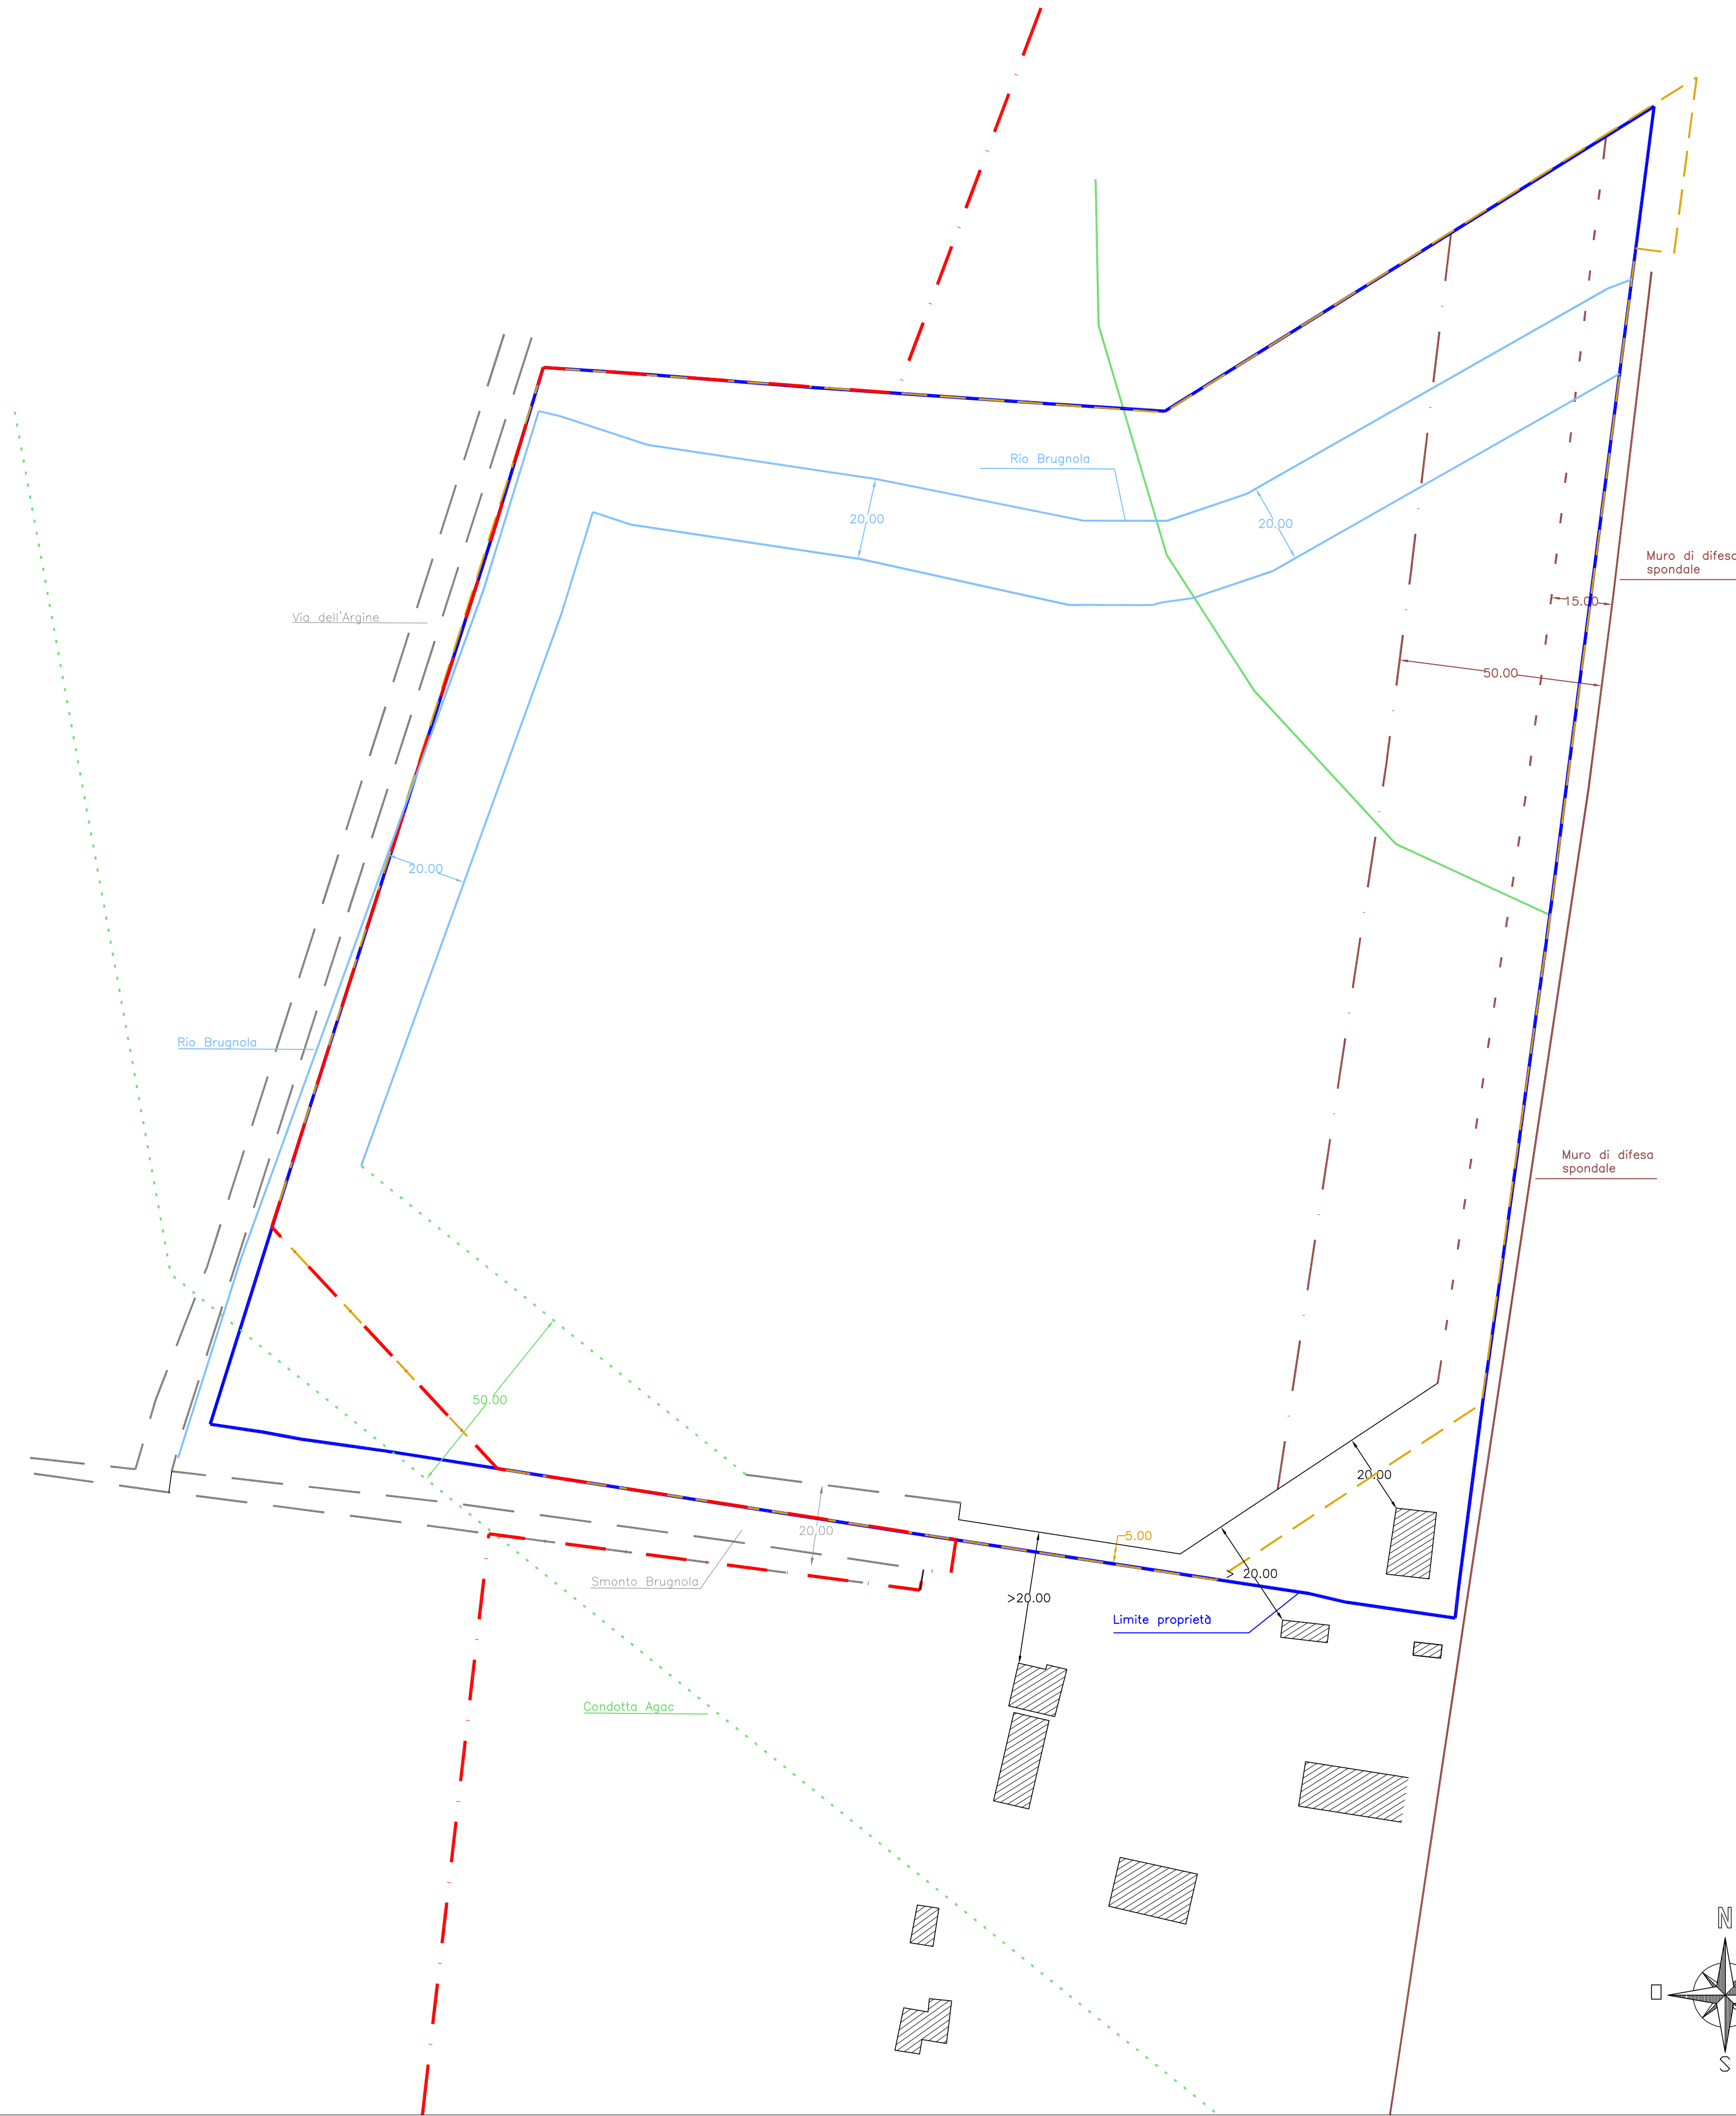 Rio Brugnola
20.00
20.00
Muro di difesa
spondale
15.00
Via dell'Argine
50.00
20.00
Rio Brugnola
Muro di difesa
spondale
50.00
20.00
20.00
5.00
> 20.00
Smonto Brugnola
>20.00
Limite proprietà
Condotta Agac
N
S